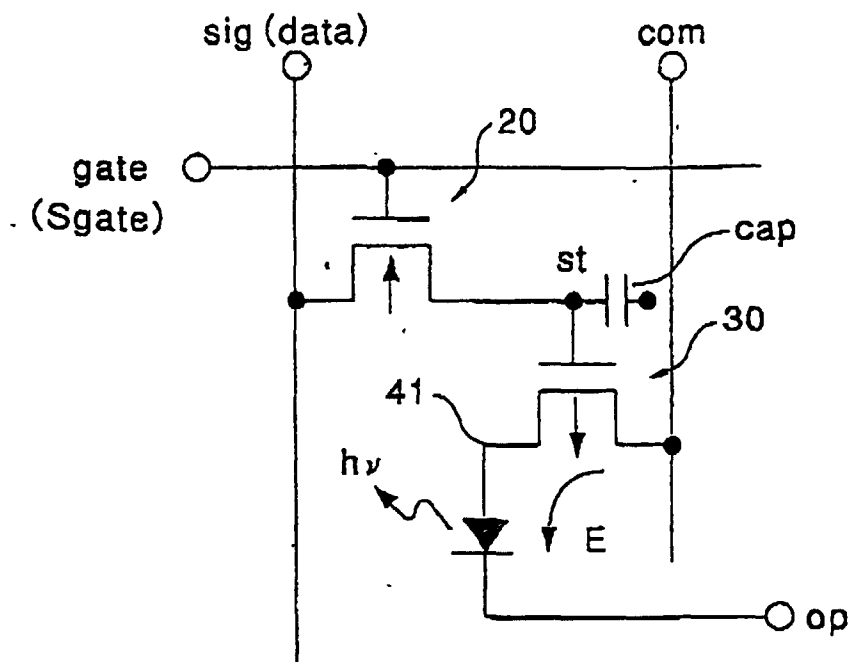 sig (data)
com
20
gate
(Sgate)
cap
st
30
41
hν
E
op